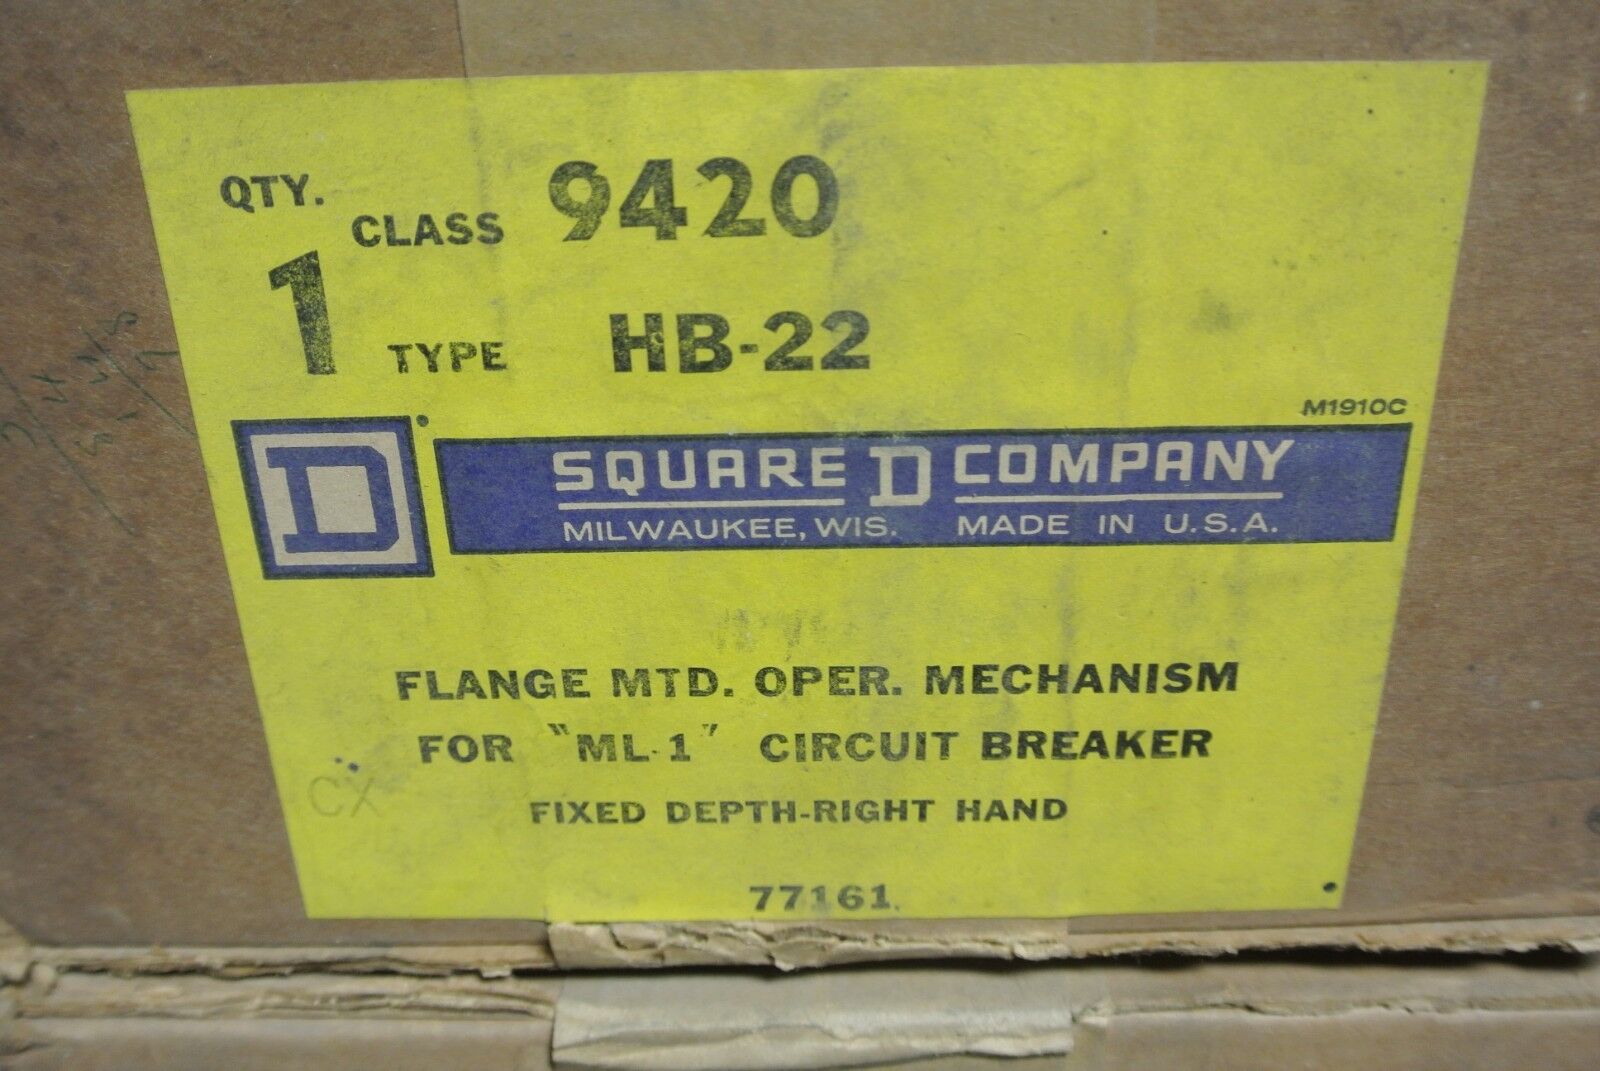 QTY. CLASS 9420
1 TYPE HB-22
M1910C
D SQUARE D COMPANY
MILWAUKEE, WIS. MADE IN U.S.A.
FLANGE MTD. OPER. MECHANISM
FOR "ML-1" CIRCUIT BREAKER
CX
FIXED DEPTH-RIGHT HAND
77161